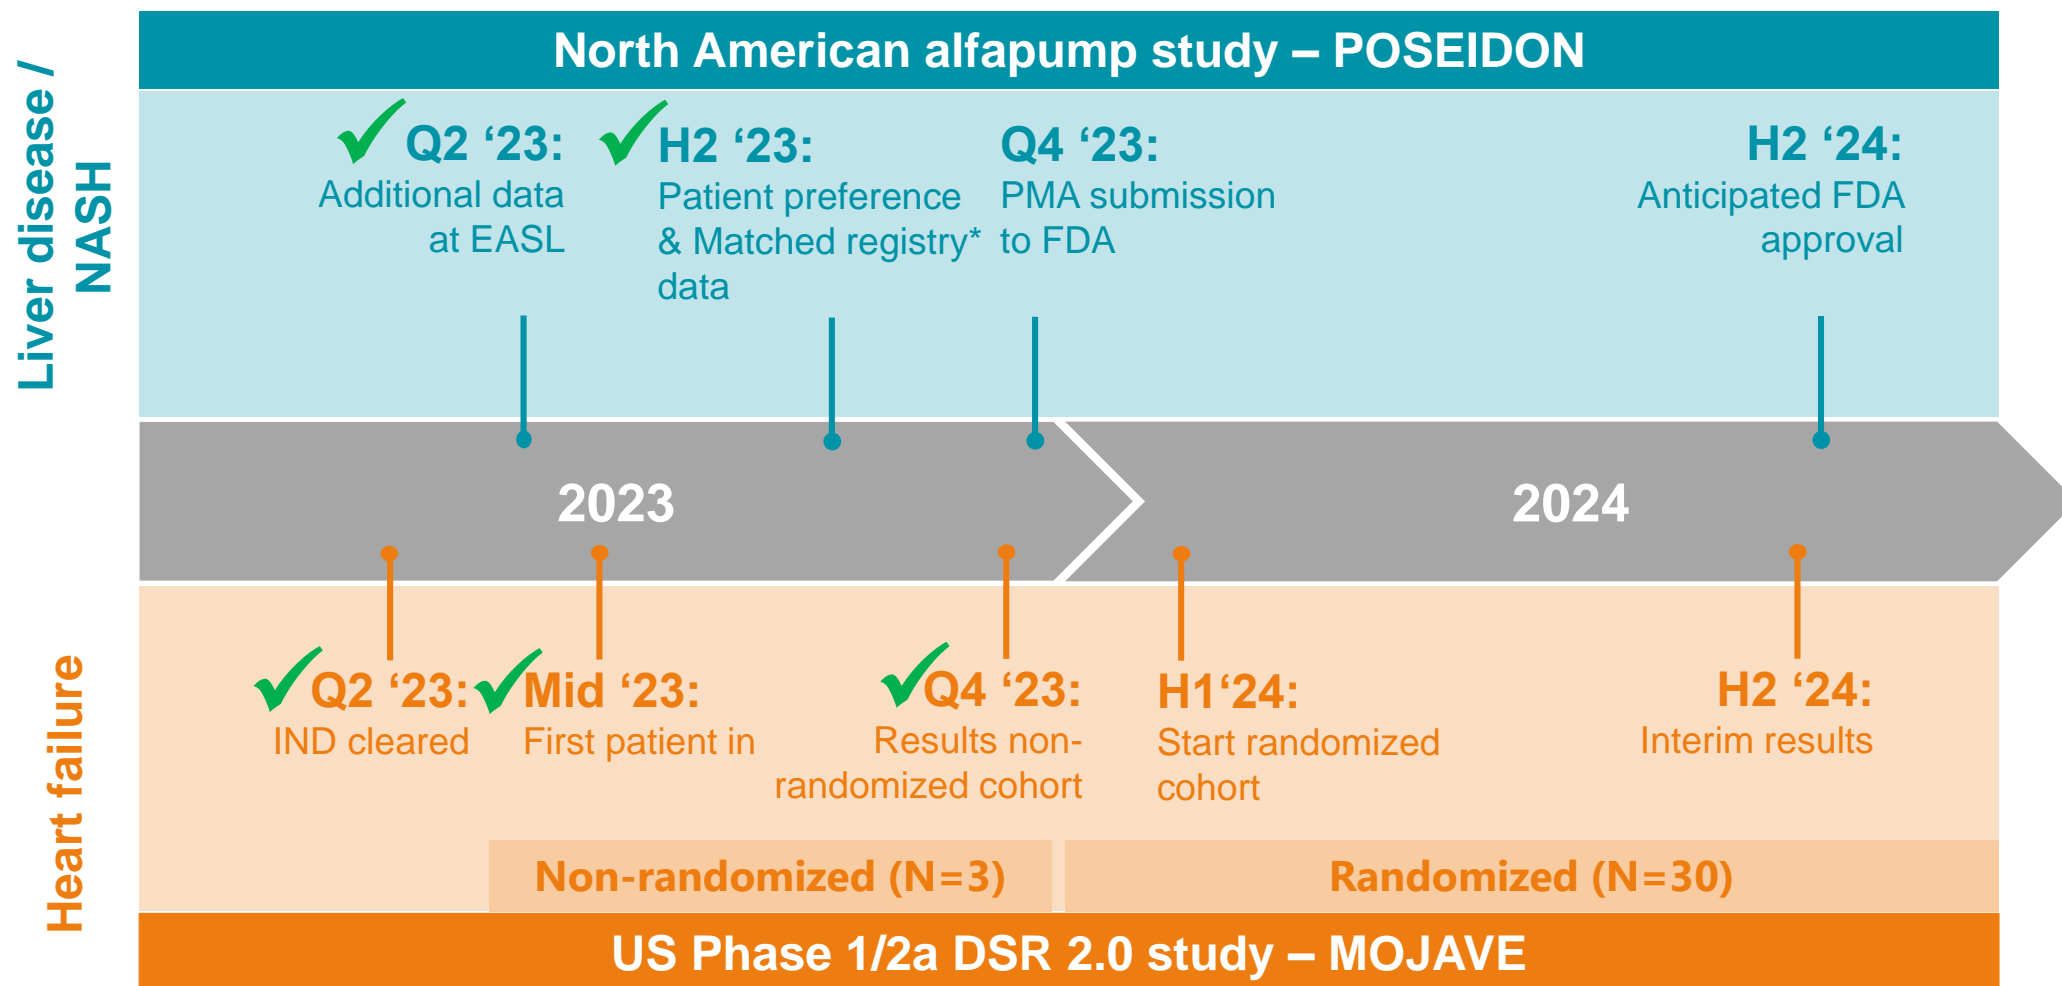 North American alfapump study – POSEIDON
Liver disease /
NASH
Q2 ‘23:
Additional data
at EASL
H2 ‘23:
Patient preference
& Matched registry*
data
Q4 ‘23:
PMA submission
to FDA
H2 ‘24:
Anticipated FDA
approval
2023
2024
Heart failure
Q2 ‘23:
IND cleared
Mid ‘23:
First patient in
Q4 ‘23:
Results non-
randomized cohort
H1‘24:
Start randomized
cohort
H2 ‘24:
Interim results
Non-randomized (N=3)
Randomized (N=30)
US Phase 1/2a DSR 2.0 study – MOJAVE